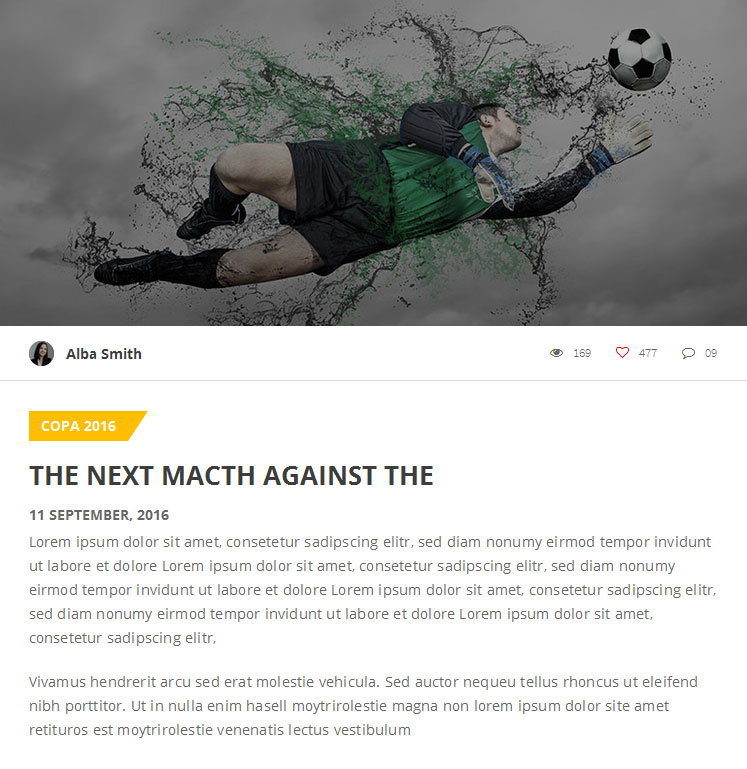 Alba Smith
169
477
09
COPA 2016
THE NEXT MACTH AGAINST THE
11 SEPTEMBER, 2016
Lorem ipsum dolor sit amet, consetetur sadipscing elitr, sed diam nonumy eirmod tempor invidunt
ut labore et dolore Lorem ipsum dolor sit amet, consetetur sadipscing elitr, sed diam nonumy
eirmod tempor invidunt ut labore et dolore Lorem ipsum dolor sit amet, consetetur sadipscing elitr,
sed diam nonumy eirmod tempor invidunt ut labore et dolore Lorem ipsum dolor sit amet,
consetetur sadipscing elitr,
Vivamus hendrerit arcu sed erat molestie vehicula. Sed auctor nequeu tellus rhoncus ut eleifend
nibh porttitor. Ut in nulla enim hasell moytrirolestie magna non lorem ipsum dolor site amet
retituros est moytrirolestie venenatis lectus vestibulum